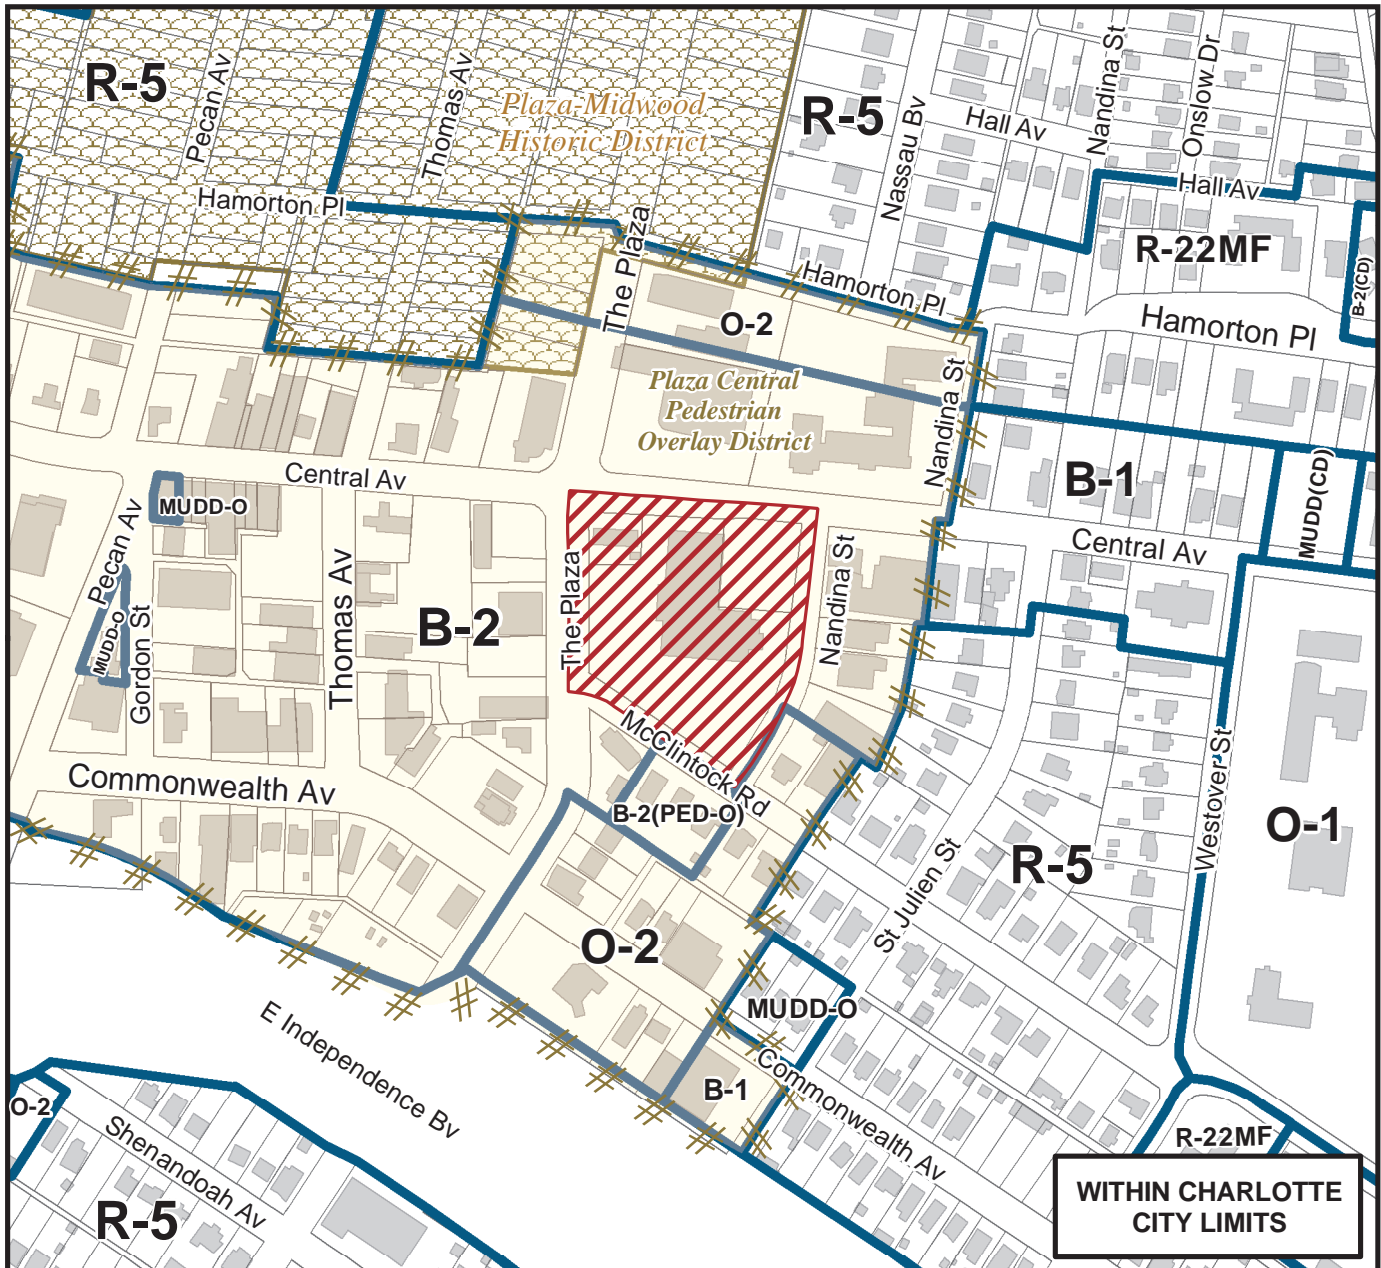 R-5
Pecan Av
Thomas Av
Plaza-Midwood
Historic District
R-5
Nassau Bv
Hall Av
Nandina St
Onslow Dr
Hall Av
Hamorton Pl
The Plaza
Hamorton Pl
R-22MF
B-2(CD)
Hamorton Pl
O-2
Plaza Central
Pedestrian
Overlay District
Nandina St
Central Av
MUDD-O
Pecan Av
B-1
MUDD(CD)
Central Av
The Plaza
Nandina St
Thomas Av
B-2
MUDD-O
Gordon St
McClintock Rd
Commonwealth Av
B-2(PED-O)
Westover St
O-1
R-5
St Julien St
O-2
MUDD-O
E Independence Bv
Commonwealth Av
B-1
O-2
Shenandoah Av
R-5
R-22MF
WITHIN CHARLOTTE
CITY LIMITS